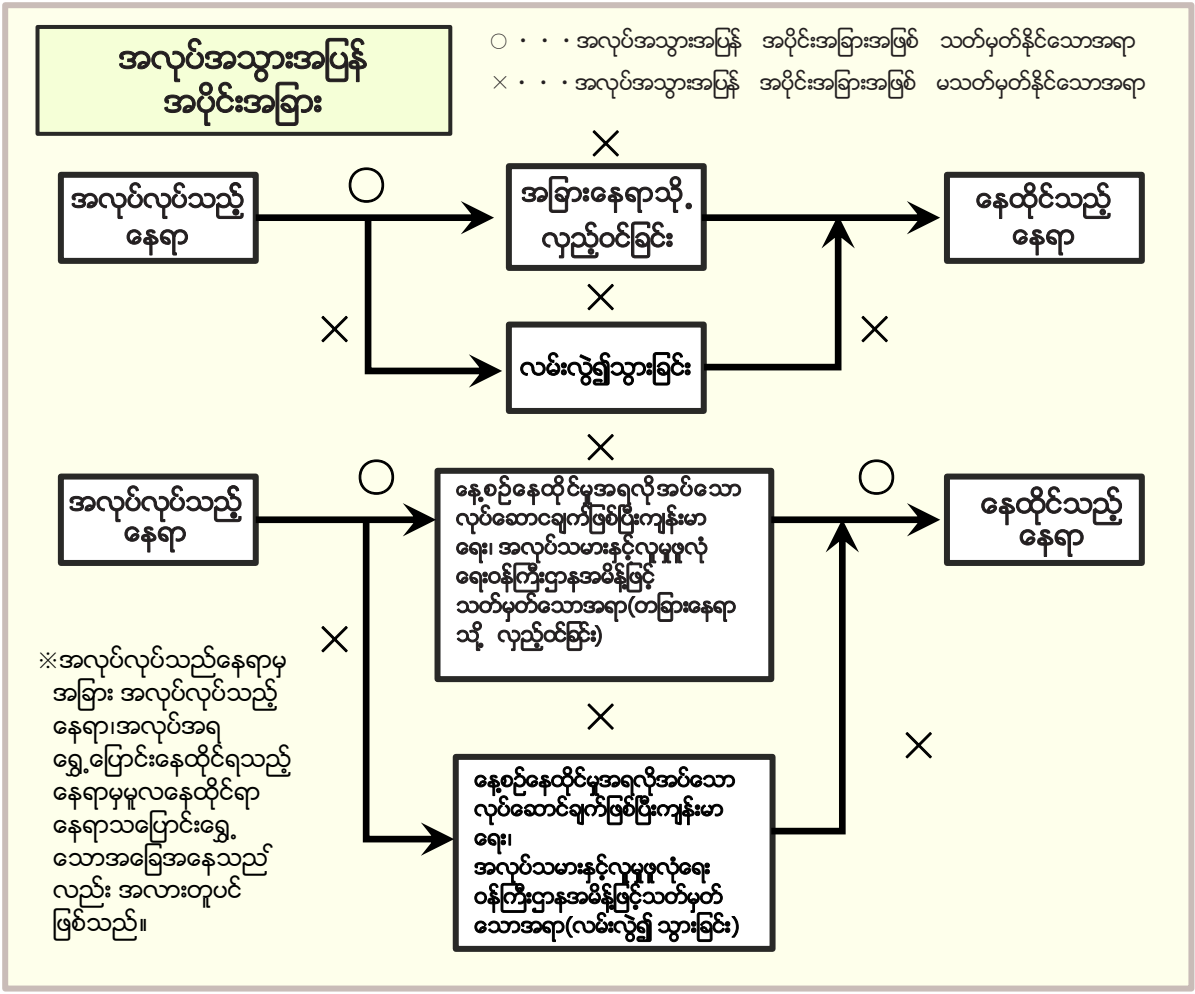 အလုပ်အသွားအပြန်
အပိုင်းအခြား
○ ・・・အလုပ်အသွားအပြန် အပိုင်းအခြားအဖြစ် သတ်မှတ်နိုင်သောအရာ
× ・・・အလုပ်အသွားအပြန် အပိုင်းအခြားအဖြစ် မသတ်မှတ်နိုင်သောအရာ
×
○
အလုပ်လုပ်သည့်
နေရာ
အခြားနေရာသို့
လှည့်ဝင်ခြင်း
နေထိုင်သည့်
နေရာ
×
×
×
လမ်းလွဲ၍သွားခြင်း
×
○
○
အလုပ်လုပ်သည့်
နေရာ
နေ့စဉ်နေထိုင်မှုအရလိုအပ်သော
လုပ်ဆောင်ချက်ဖြစ်ပြီးကျန်းမာ
ရေး၊ အလုပ်သမားနှင့်လူမှုဖူလုံ
ရေးဝန်ကြီးဌာနအမိန့်ဖြင့်
သတ်မှတ်သောအရာ(တခြားနေရာ
သို့ လှည့်ဝင်ခြင်း)
နေထိုင်သည့်
နေရာ
×
×
×
နေ့စဉ်နေထိုင်မှုအရလိုအပ်သော
လုပ်ဆောင်ချက်ဖြစ်ပြီးကျန်းမာ
ရေး၊
အလုပ်သမားနှင့်လူမှုဖူလုံရေး
ဝန်ကြီးဌာနအမိန့်ဖြင့်သတ်မှတ်
သောအရာ(လမ်းလွဲ၍ သွားခြင်း)
※အလုပ်လုပ်သည်နေရာမှ
အခြား အလုပ်လုပ်သည့်
နေရာ၊အလုပ်အရ
ရွှေ့ပြောင်းနေထိုင်ရသည့်
နေရာမှမူလနေထိုင်ရာ
နေရာသပြောင်းရွှေ့
သောအခြေအနေသည်
လည်း အလားတူပင်
ဖြစ်သည်။